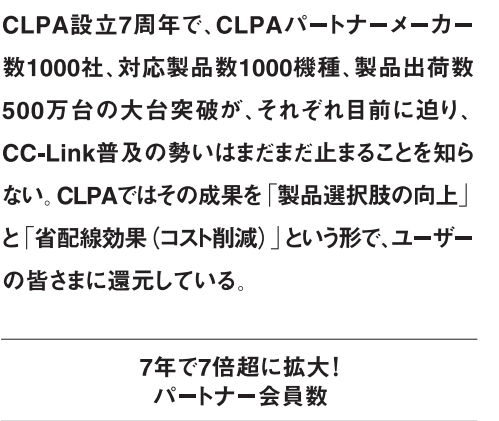 CLPA設立7周年で、CLPAパートナーメーカー
数1000社、対応製品数1000機種、製品出荷数
500万台の大台突破が、それぞれ目前に迫り、
CC-Link普及の勢いはまだまだ止まることを知ら
ない。CLPAではその成果を「製品選択肢の向上」
と「省配線効果(コスト削減)」という形で、ユーザー
の皆さまに還元している。
7年で7倍超に拡大!
パートナー会員数